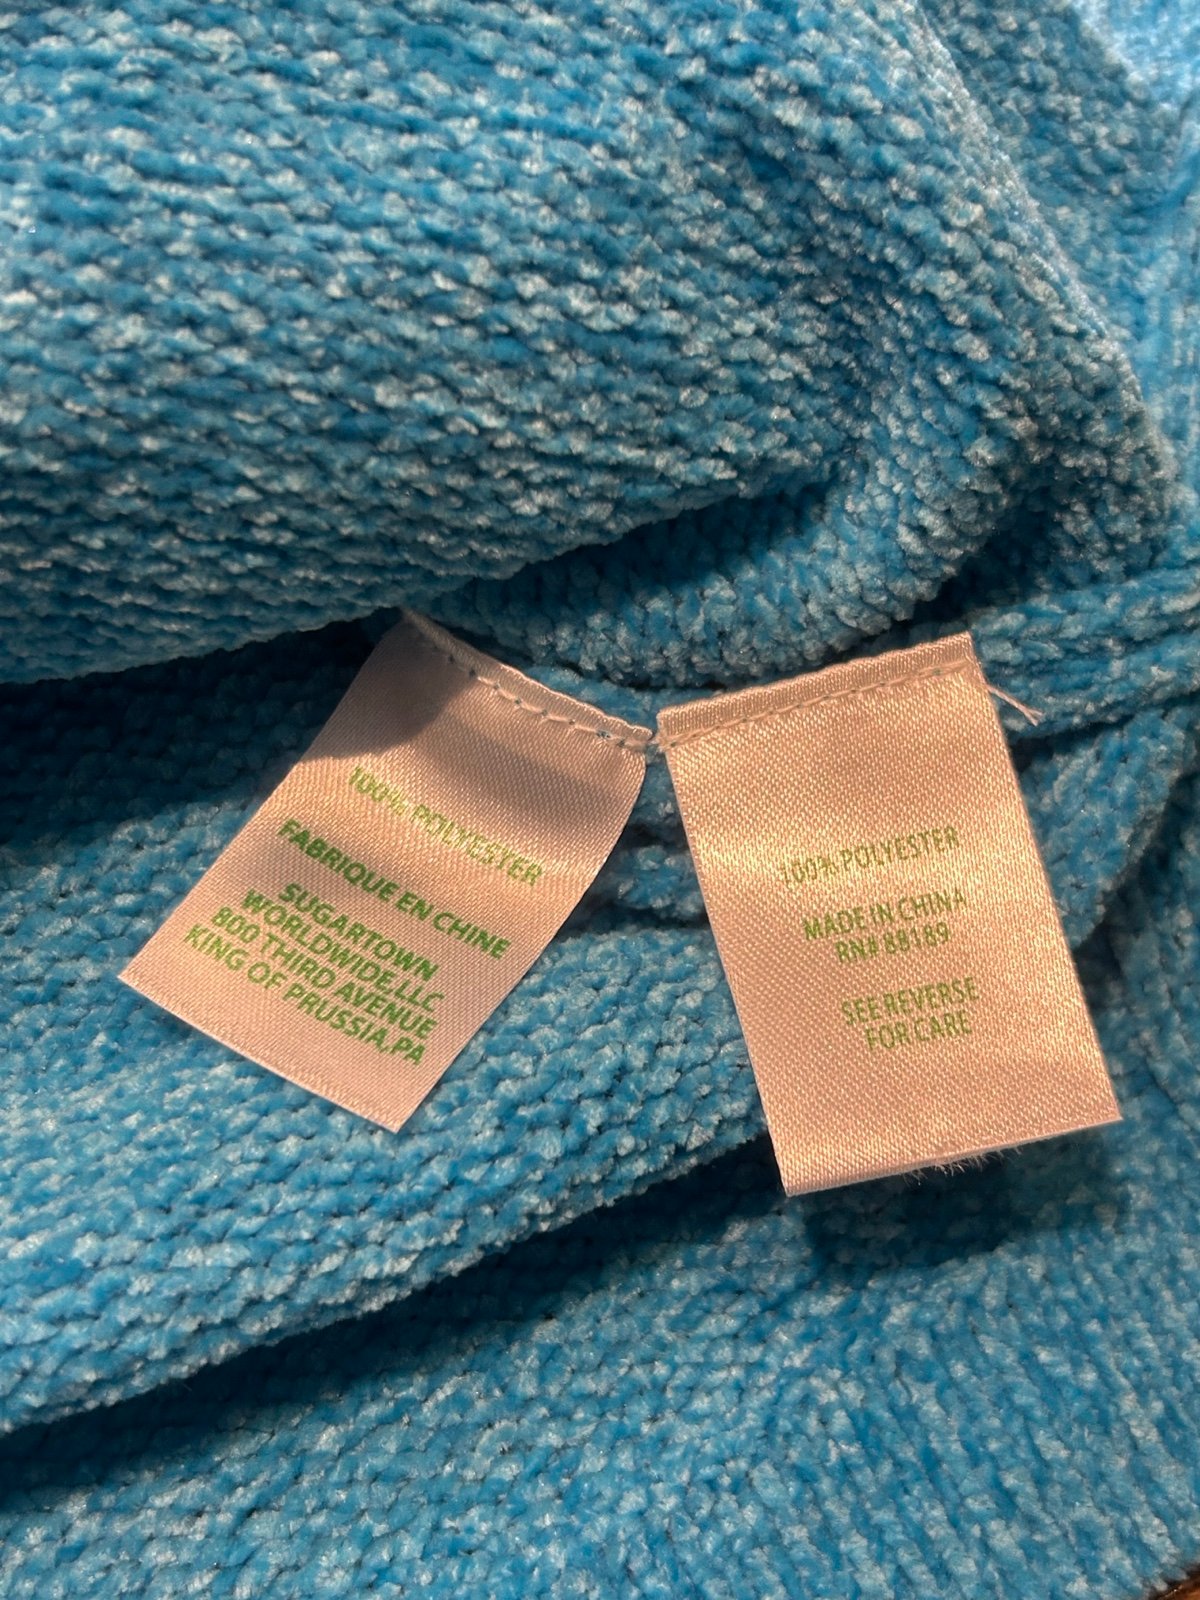 100% POLYESTER
FABRIQUE EN CHINE
SUGARTOWN
WORLDWIDE,LLC
800 THIRD AVENUE
KING OF PRUSSIA,PA
100% POLYESTER
MADE IN CHINA
RN# 88189
SEE REVERSE
FOR CARE